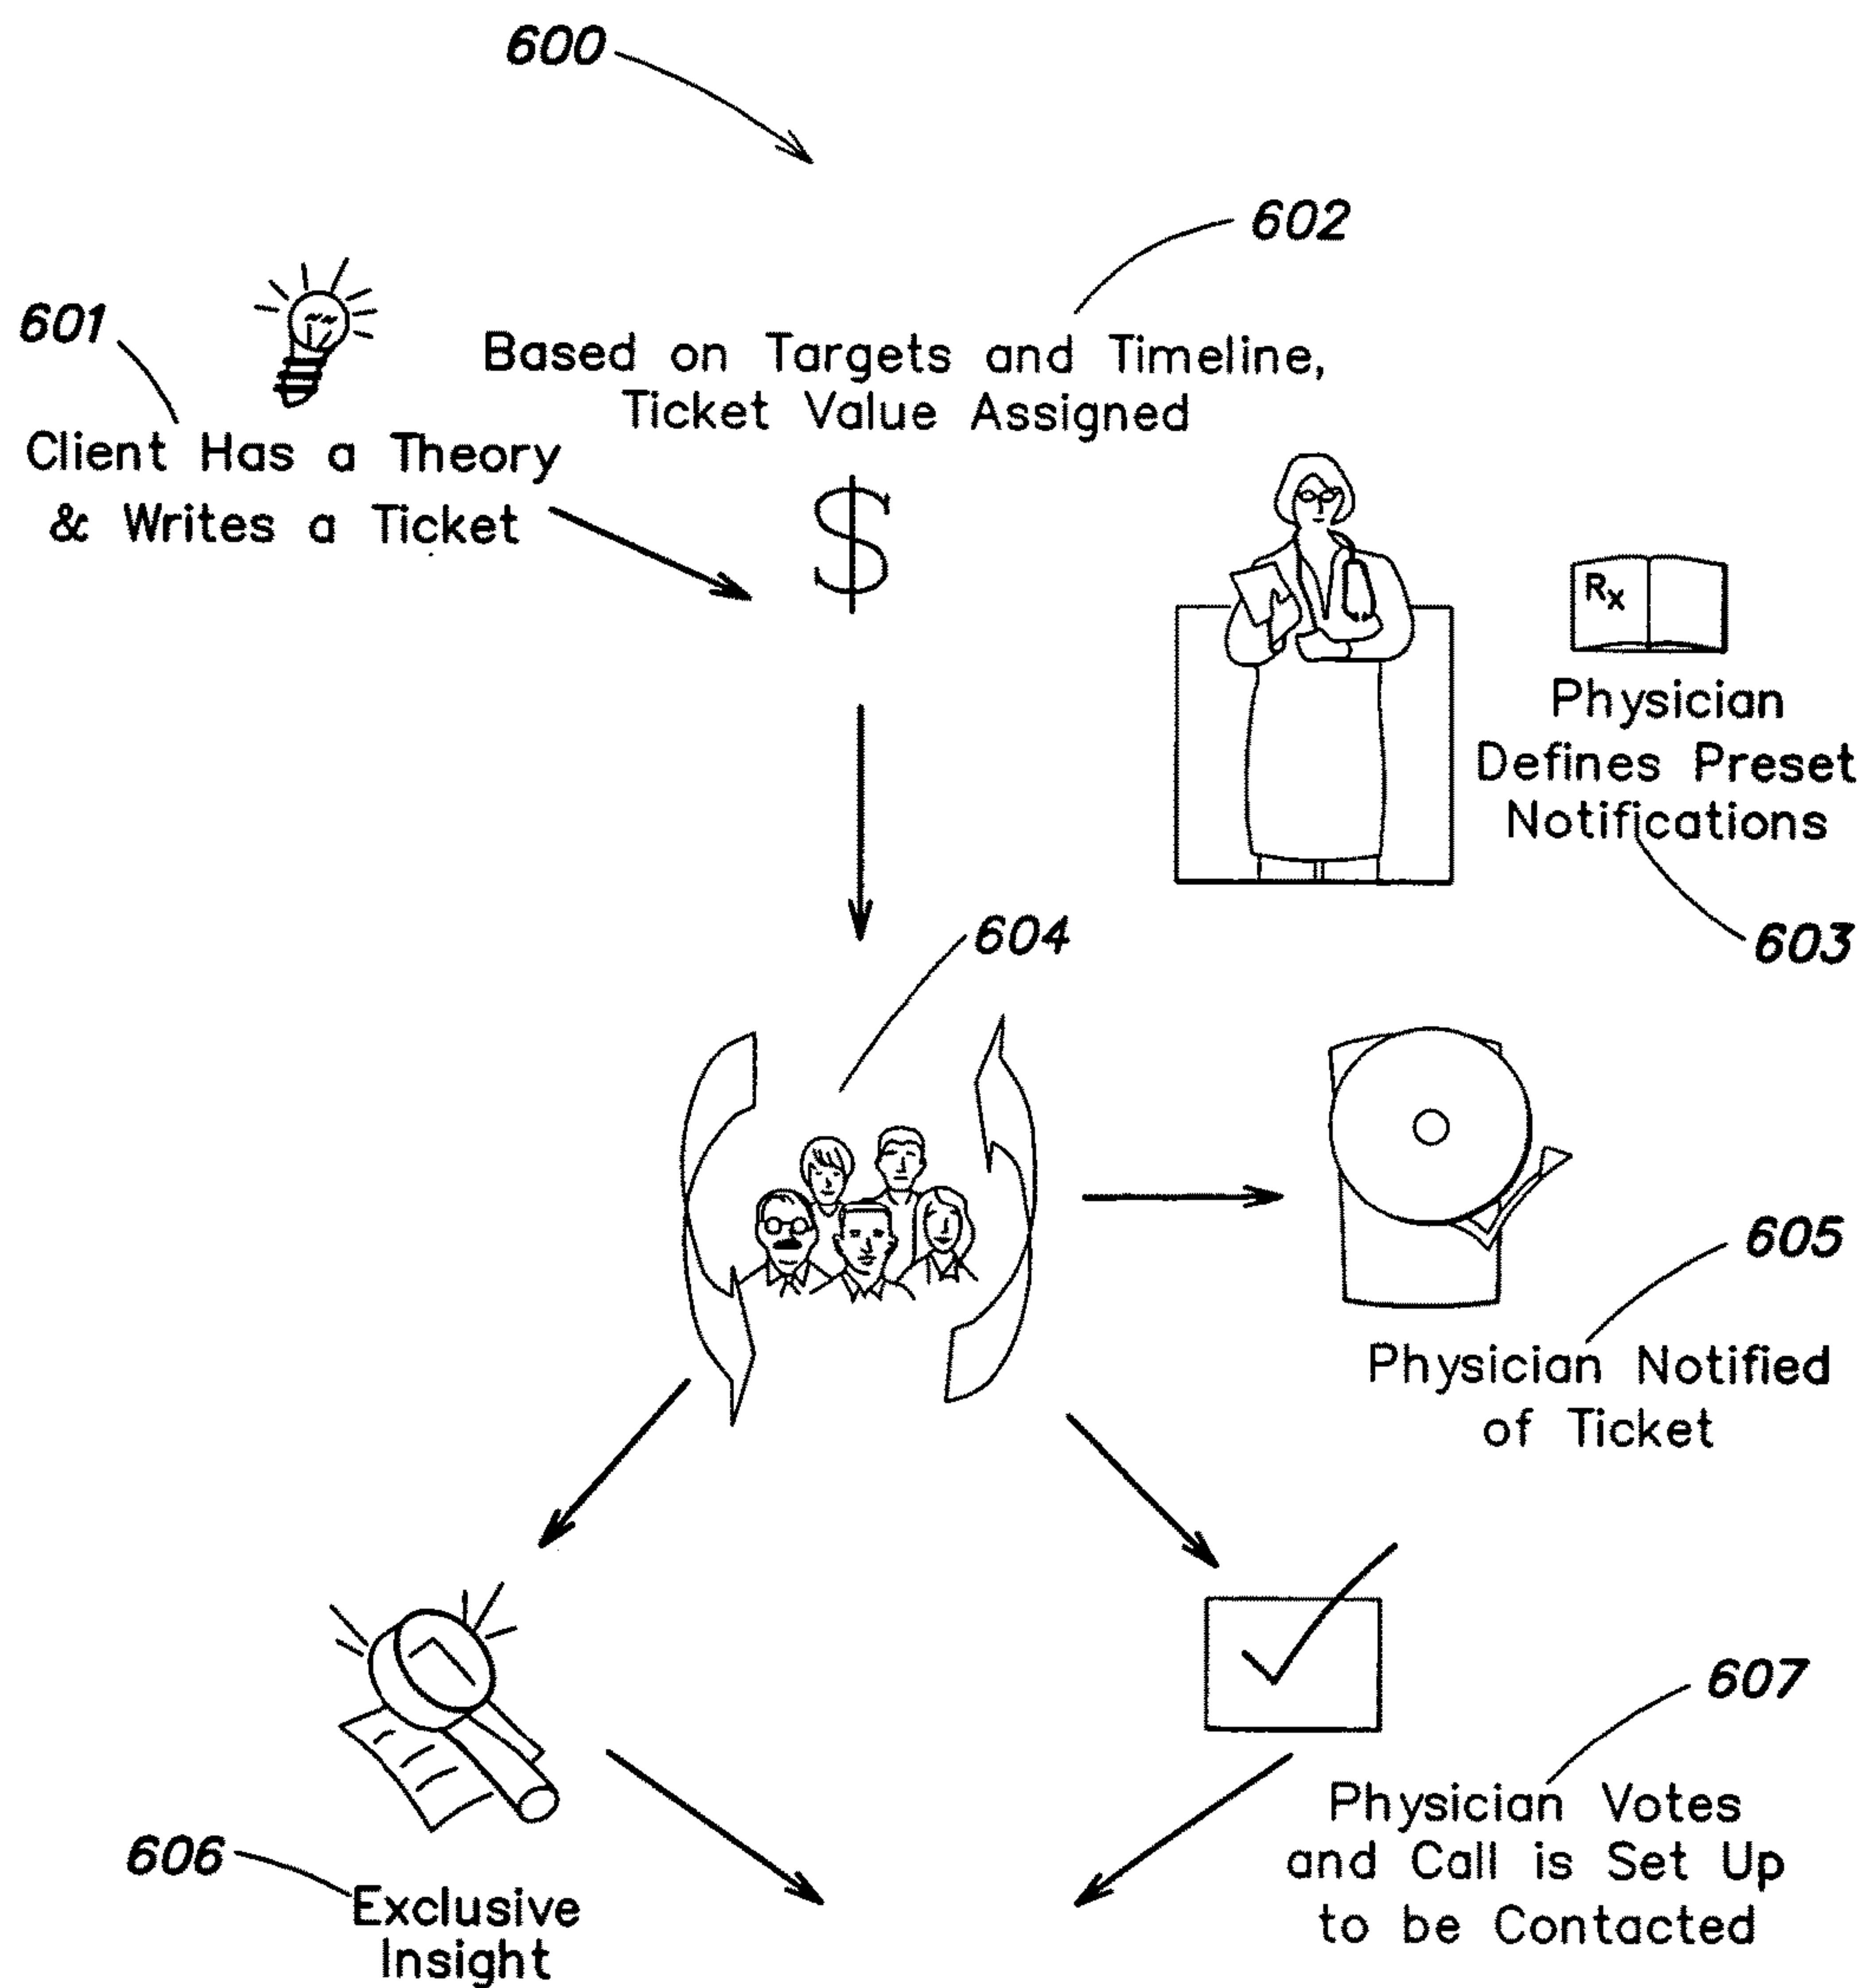 600
602
601
Based on Targets and Timeline,
Ticket Value Assigned
Client Has a Theory
& Writes a Ticket
$
Rx
Physician
Defines Preset
Notifications
603
604
605
Physician Notified
of Ticket
607
Physician Votes
and Call is Set Up
to be Contacted
606
Exclusive
Insight